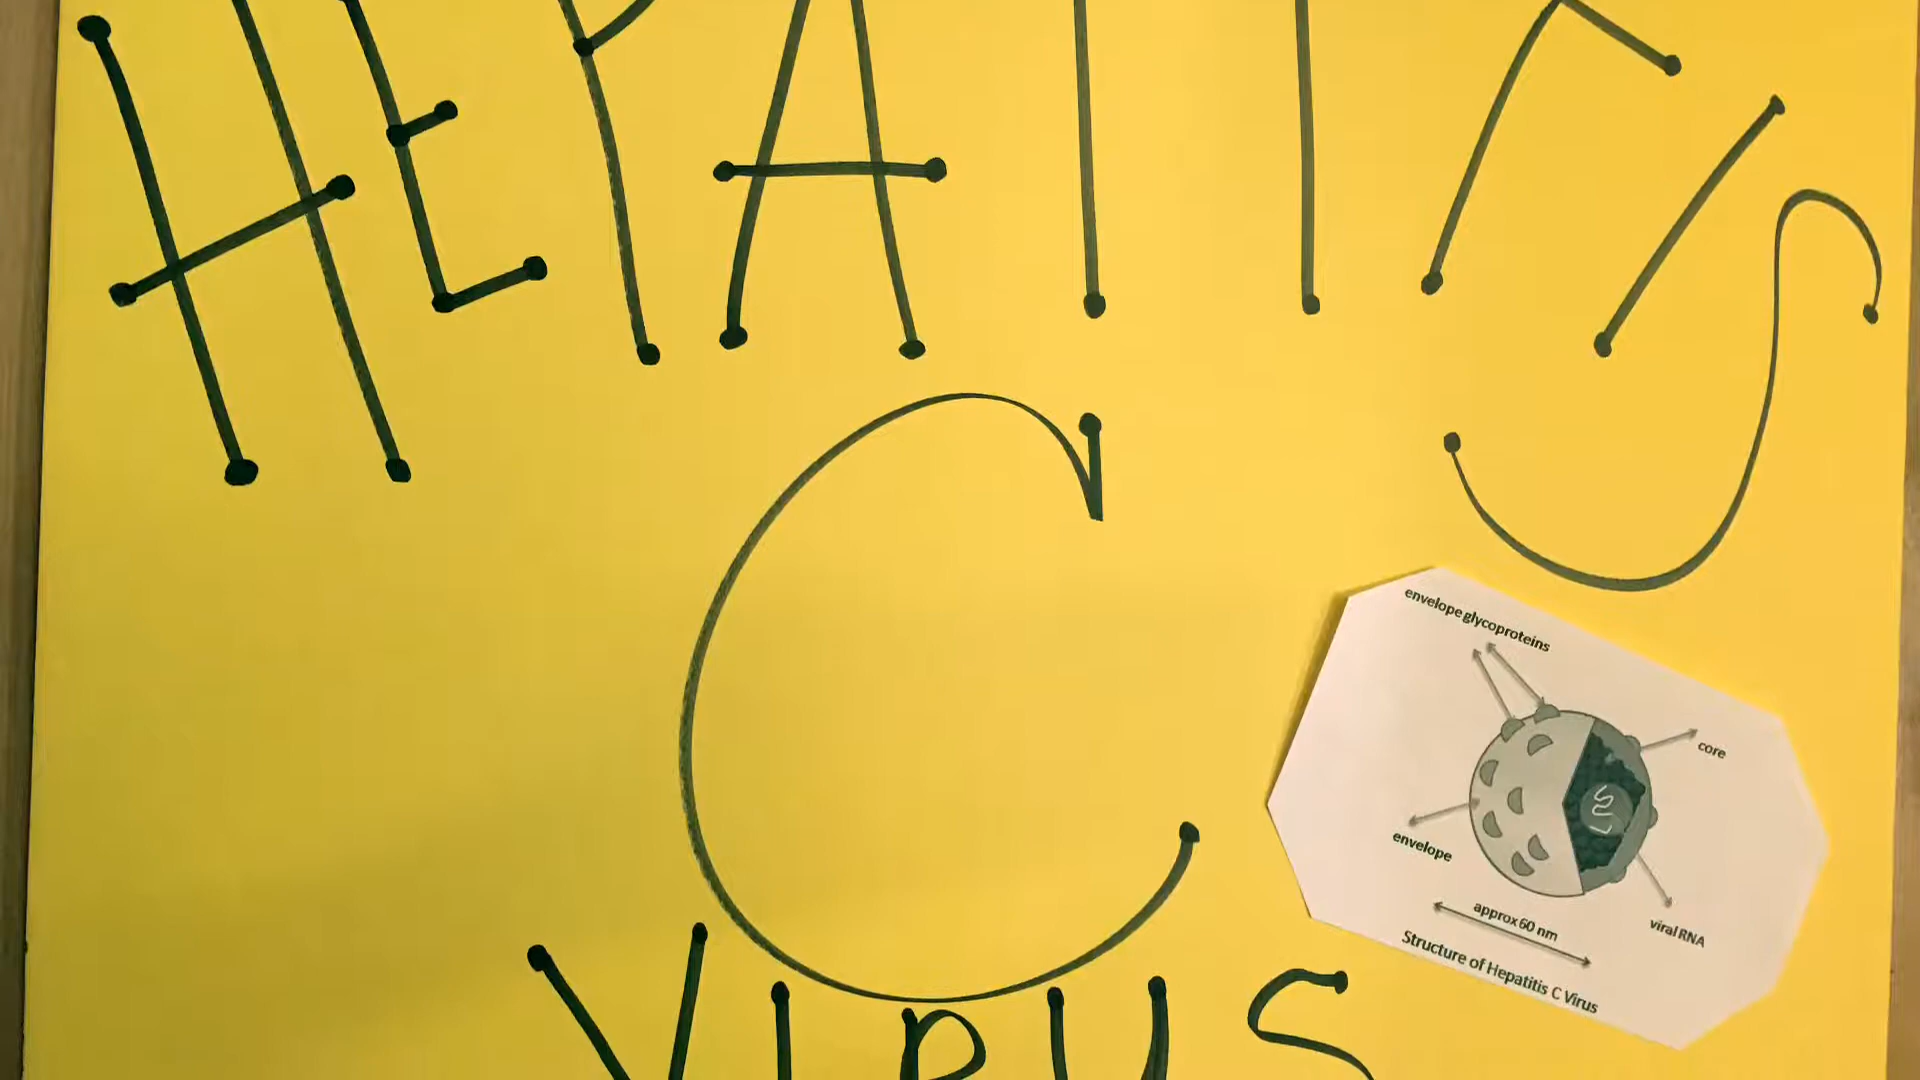 HEPATITIS
C
VIRUS
envelope glycoproteins
core
envelope
viral RNA
approx 60 nm
Structure of Hepatitis C Virus